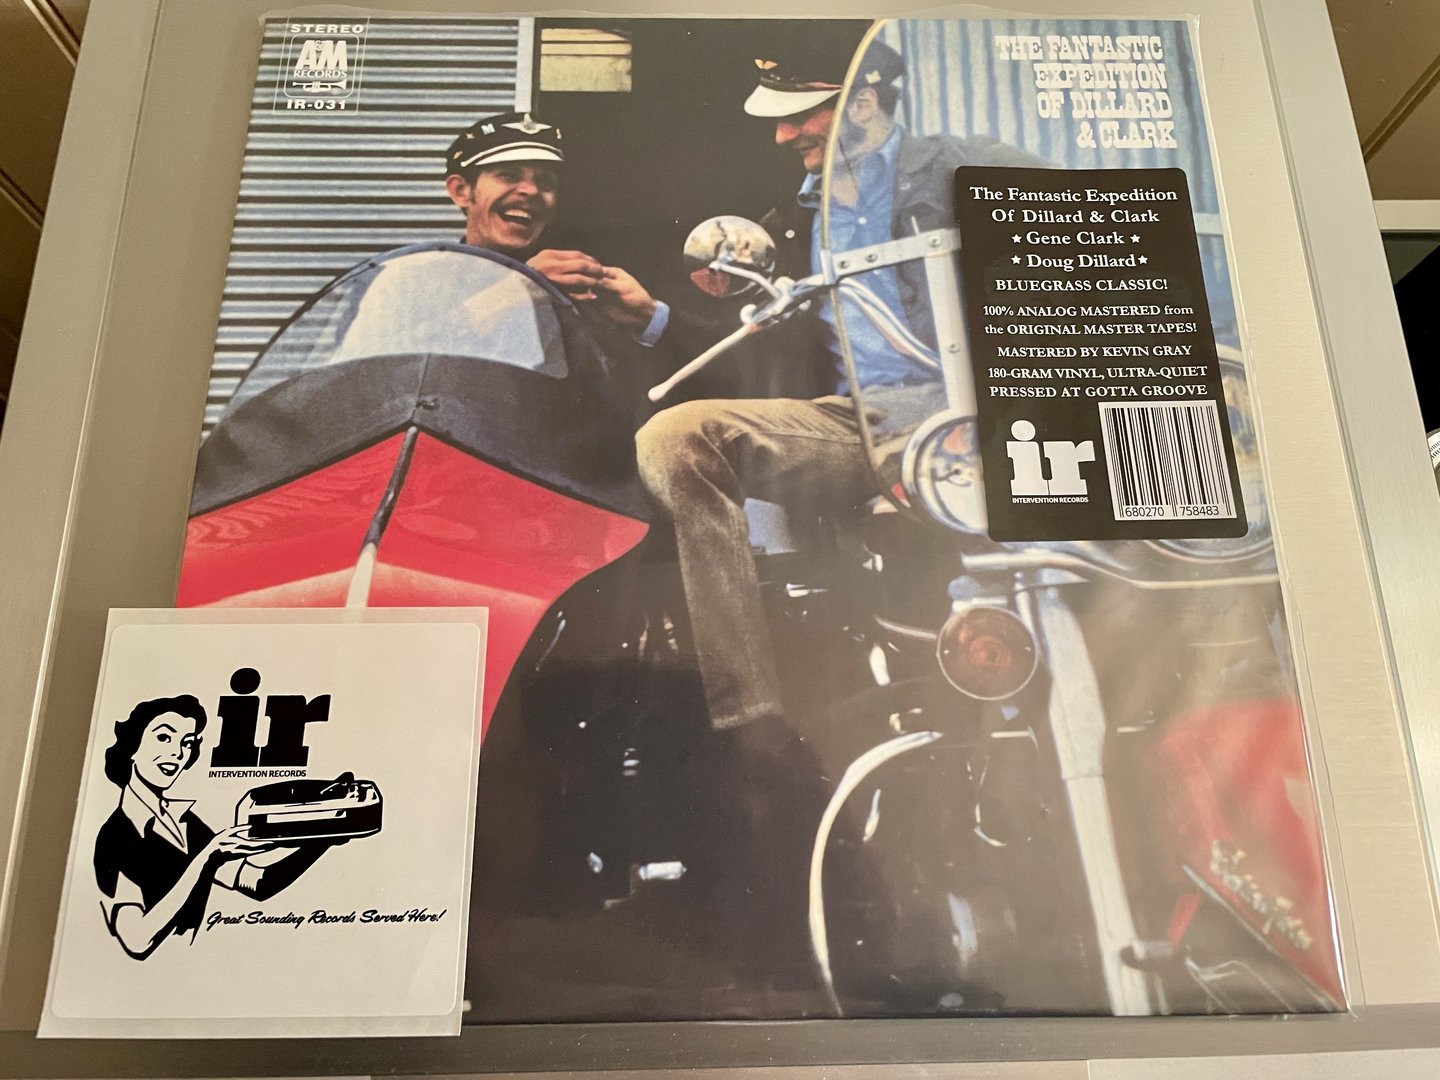 STEREO
A&M
RECORDS
IR-031
THE FANTASTIC
EXPEDITION
OF DILLARD
& CLARK
The Fantastic Expedition
Of Dillard & Clark
★ Gene Clark ★
★ Doug Dillard ★
BLUEGRASS CLASSIC!
100% ANALOG MASTERED from
the ORIGINAL MASTER TAPES!
MASTERED BY KEVIN GRAY
180-GRAM VINYL, ULTRA-QUIET
PRESSED AT GOTTA GROOVE
ir
INTERVENTION RECORDS
680270 758483
ir
INTERVENTION RECORDS
Great Sounding Records Served Here!